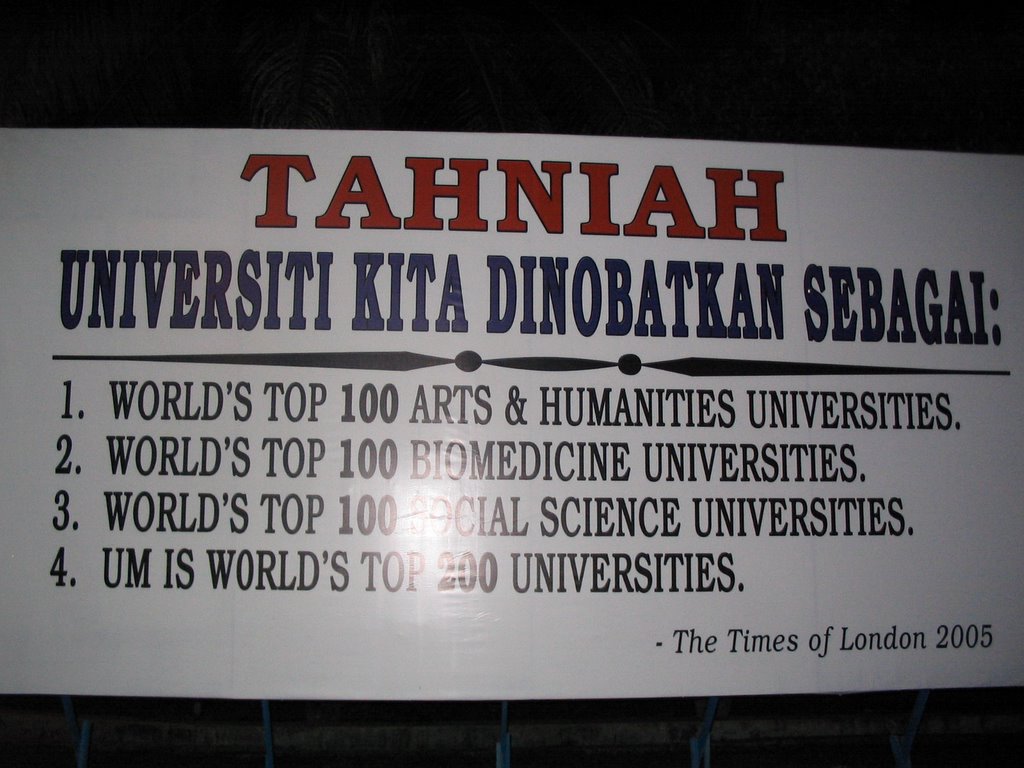 TAHNIAH
UNIVERSITI KITA DINOBATKAN SEBAGAI:
1. WORLD'S TOP 100 ARTS & HUMANITIES UNIVERSITIES.
2. WORLD'S TOP 100 BIOMEDICINE UNIVERSITIES.
3. WORLD'S TOP 100 SOCIAL SCIENCE UNIVERSITIES.
4. UM IS WORLD'S TOP 200 UNIVERSITIES.
- The Times of London 2005